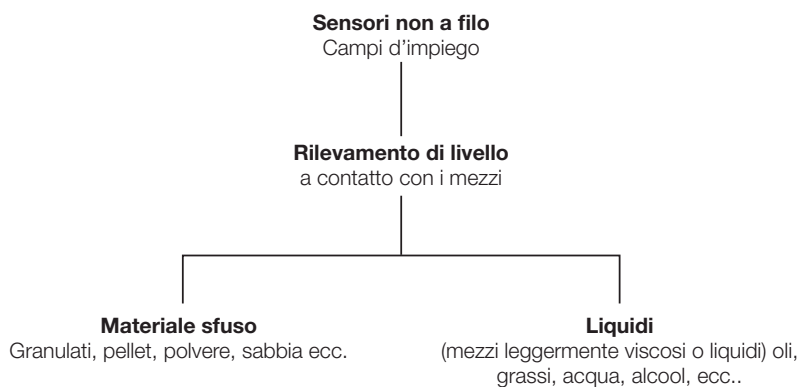 Sensori non a filo
Campi d'impiego
Rilevamento di livello
a contatto con i mezzi
Materiale sfuso
Granulati, pellet, polvere, sabbia ecc.
Liquidi
(mezzi leggermente viscosi o liquidi) oli,
grassi, acqua, alcool, ecc..